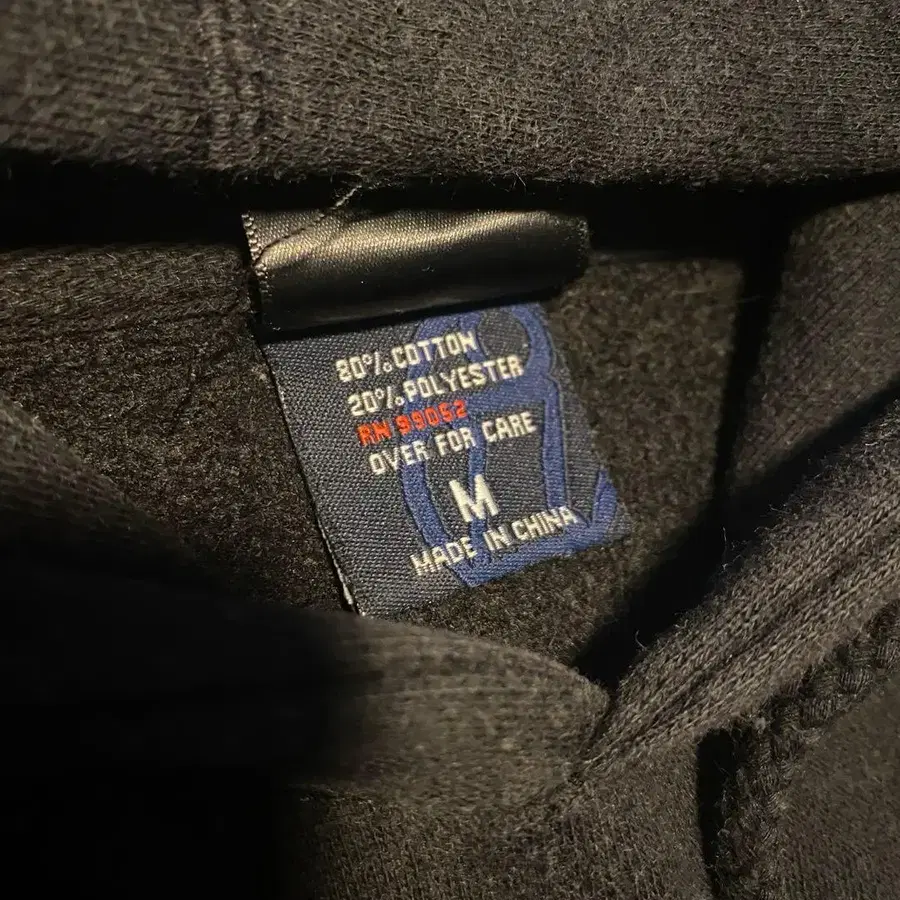 80% COTTON
20% POLYESTER
RN 99052
OVER FOR CARE
M
MADE IN CHINA